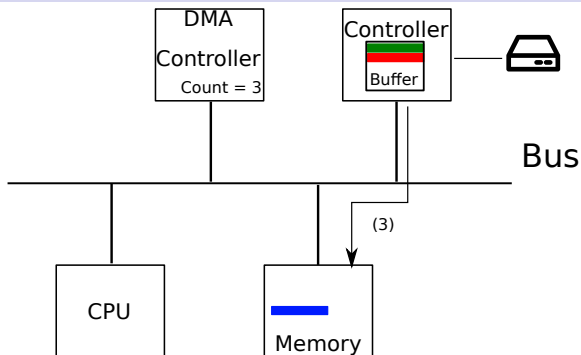 DMA
Controller
Count = 3
Controller
Buffer
Bus
(3)
CPU
Memory